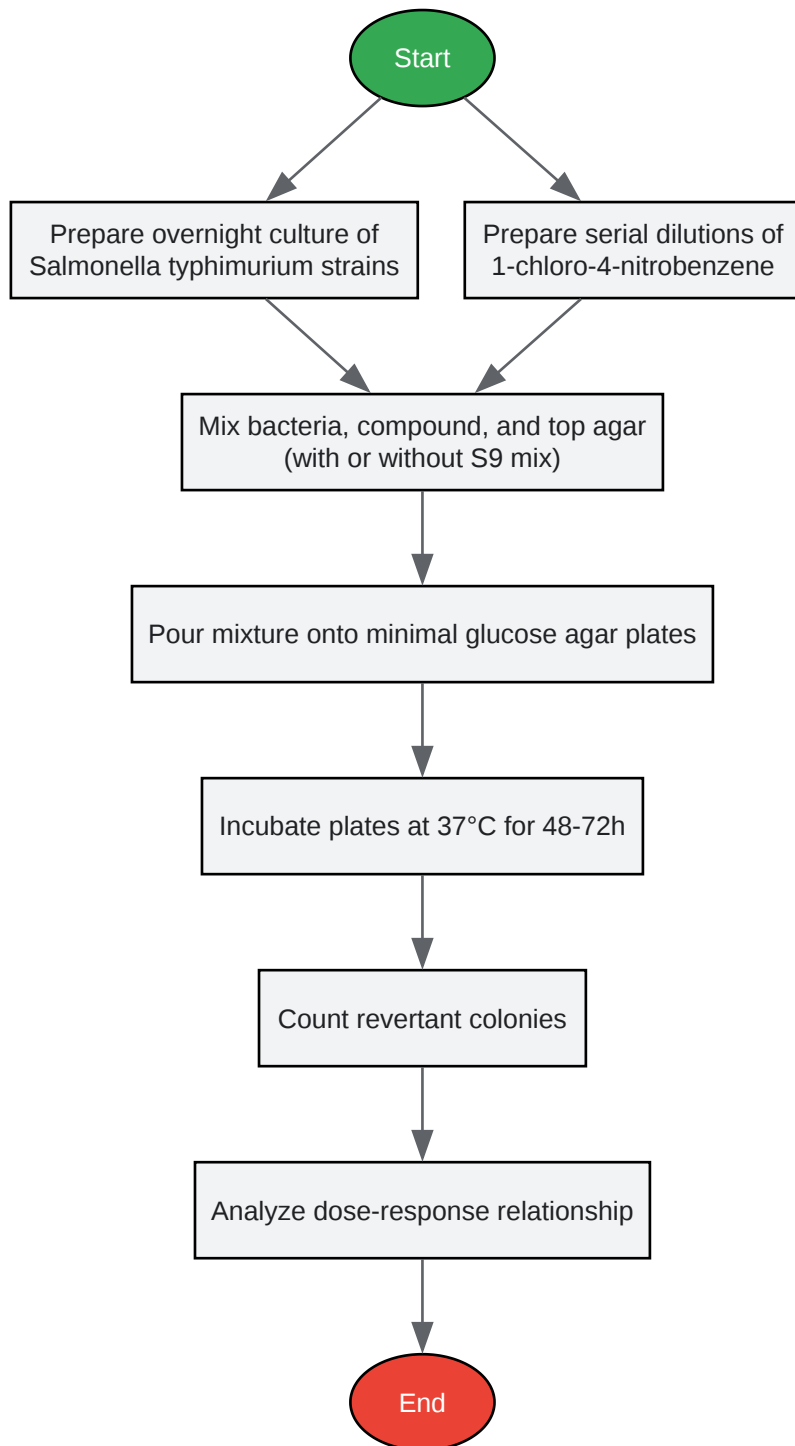 Start
Prepare overnight culture of
Salmonella typhimurium strains
Prepare serial dilutions of
1-chloro-4-nitrobenzene
Mix bacteria, compound, and top agar
(with or without S9 mix)
Pour mixture onto minimal glucose agar plates
Incubate plates at 37°C for 48-72h
Count revertant colonies
Analyze dose-response relationship
End